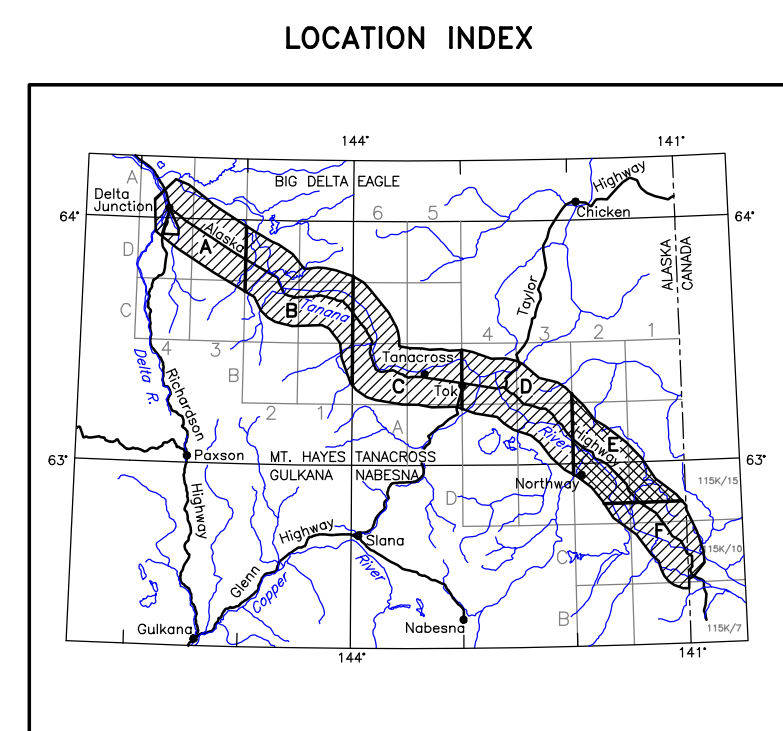 LOCATION INDEX
144°
141°
A
BIG DELTA EAGLE
Highway
Delta
Junction
64°
6
5
Chicken
64°
Alaska
A
D
ALASKA
CANADA
Taylor
C
B
Tanana
4
3
4
3
2
1
Delta R.
Tanacross
B
C
Tok
D
Richardson
2
1
A
River
Highway
E
63°
Paxson
MT. HAYES TANACROSS
GULKANA NABESNA
63°
Northway
115K/15
Highway
D
F
Highway
Slana
115K/10
River
C
Glenn
Copper
B
Gulkana
Nabesna
115K/7
144°
141°